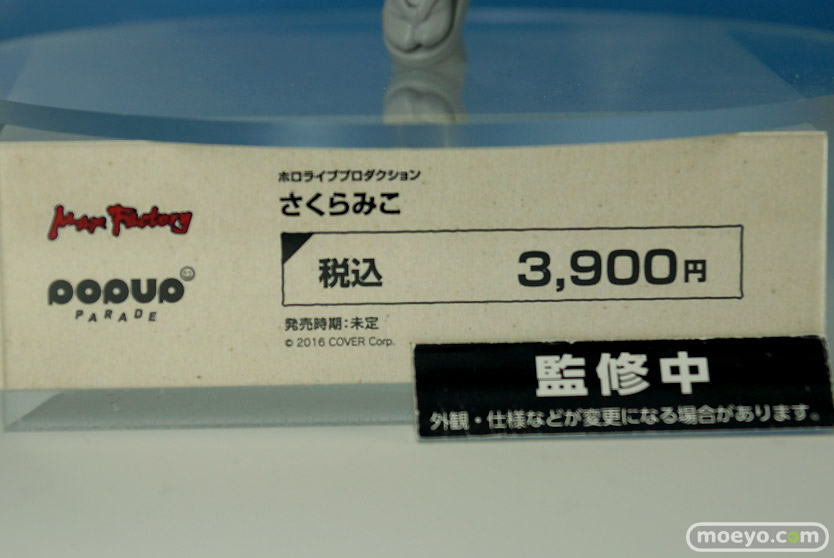 ホロライブプロダクション
さくらみこ
Max Factory
POPUP
PARADE
税込 3,900円
発売時期:未定
© 2016 COVER Corp.
監修中
外観・仕様などが変更になる場合があります。
moeyo.com